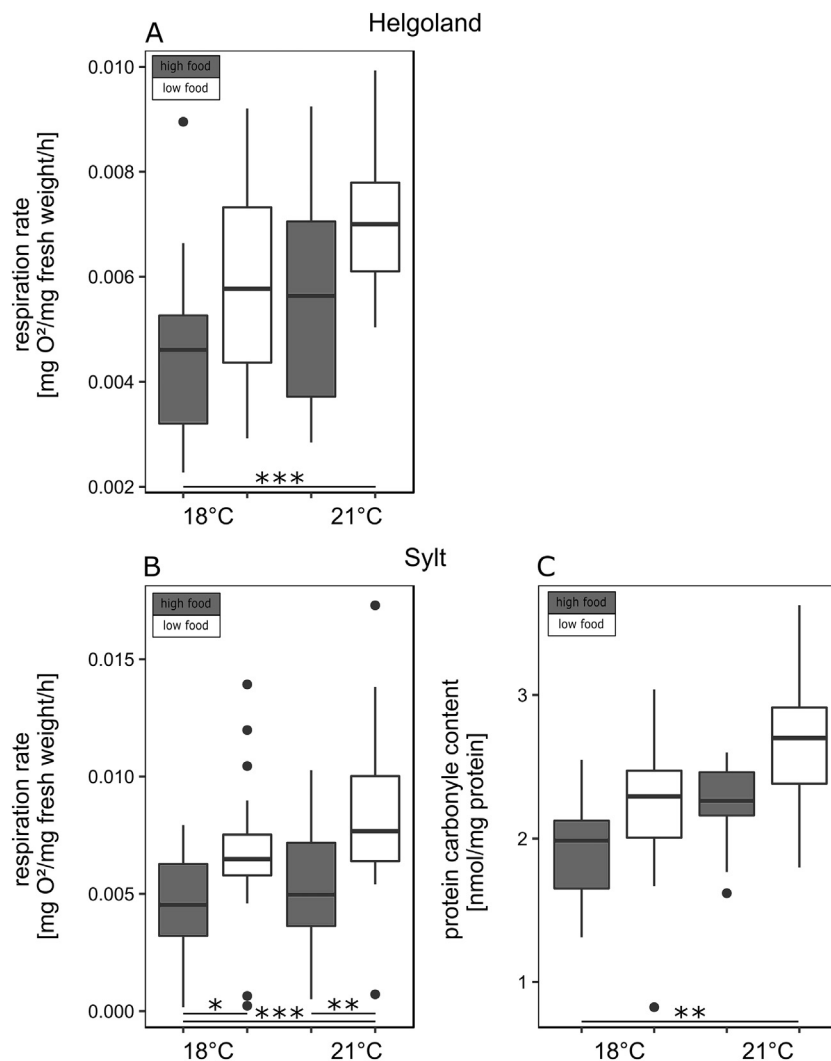 Helgoland
A
high food
low food
respiration rate
[mg O²/mg fresh weight/h]
0.010
0.008
0.006
0.004
0.002
***
18°C 21°C
Sylt
B
high food
low food
respiration rate
[mg O²/mg fresh weight/h]
0.015
0.010
0.005
0.000
* *** **
18°C 21°C
C
high food
low food
protein carbonyle content
[nmol/mg protein]
3
2
1
**
18°C 21°C